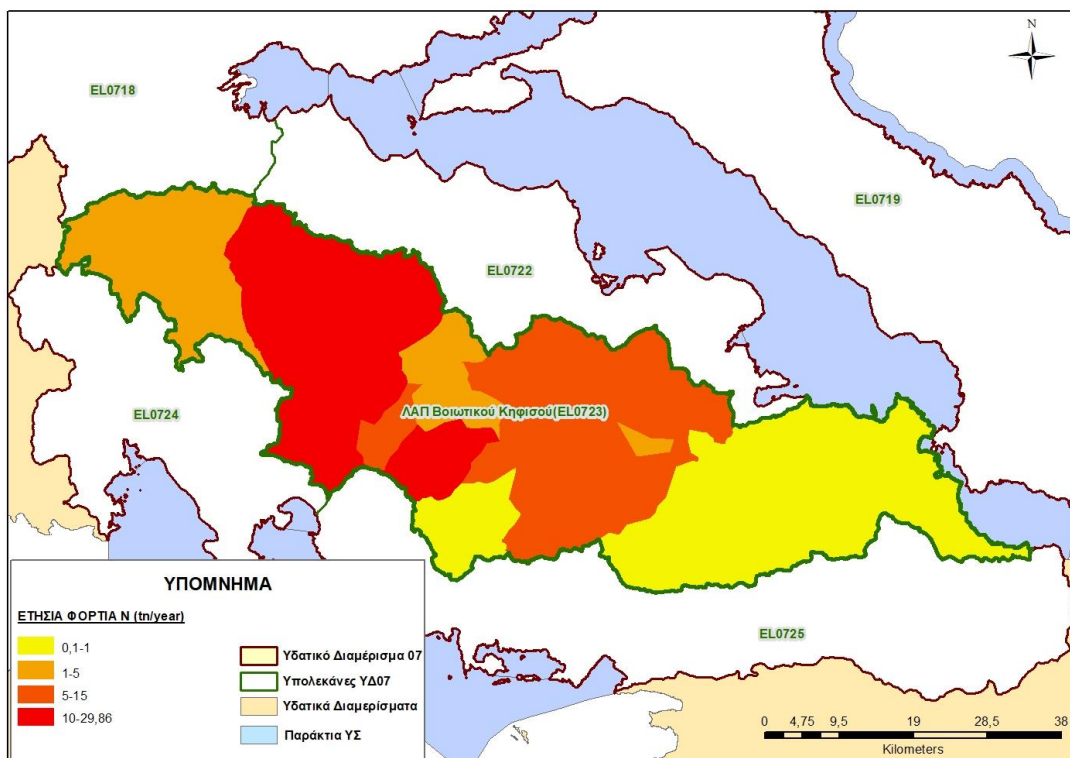 N
EL0718
EL0719
EL0722
EL0724
ΛΑΠ Βοιωτικού Κηφισού(EL0723)
EL0725
ΥΠΟΜΝΗΜΑ
ΕΤΗΣΙΑ ΦΟΡΤΙΑ Ν (tn/year)
0,1-1
1-5
5-15
10-29,86
Υδατικό Διαμέρισμα 07
Υπολεκάνες ΥΔ07
Υδατικά Διαμερίσματα
Παράκτια ΥΣ
0 4,75 9,5 19 28,5 38
Kilometers